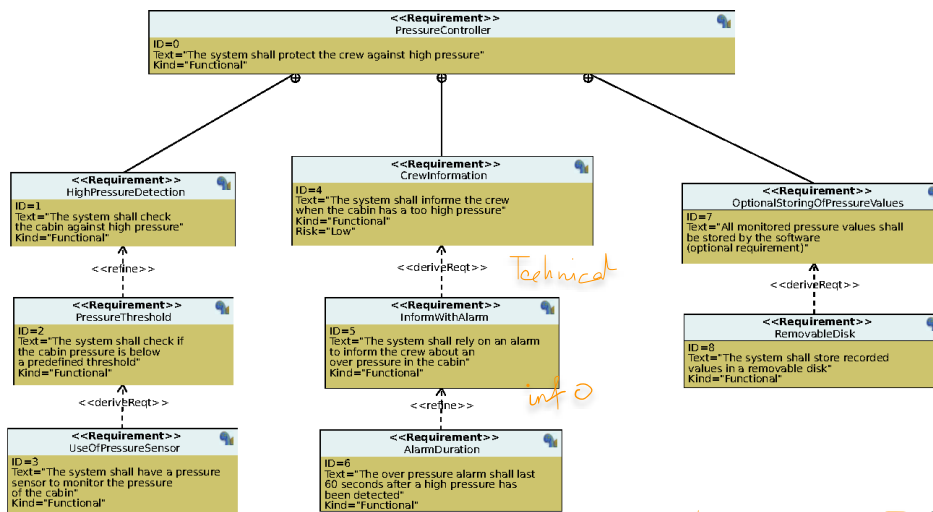 <<Requirement>>
PressureController
ID=0
Text="The system shall protect the crew against high pressure"
Kind="Functional"
<<Requirement>>
HighPressureDetection
ID=1
Text="The system shall check
the cabin against high pressure"
Kind="Functional"
<<refine>>
<<Requirement>>
PressureThreshold
ID=2
Text="The system shall check if
the cabin pressure is below
a predefined threshold"
Kind="Functional"
<<deriveReqt>>
<<Requirement>>
UseOfPressureSensor
ID=3
Text="The system shall have a pressure
sensor to monitor the pressure
of the cabin"
Kind="Functional"
<<Requirement>>
CrewInformation
ID=4
Text="The system shall informe the crew
when the cabin has a too high pressure"
Kind="Functional"
Risk="Low"
<<deriveReqt>>
Technical
<<Requirement>>
InformWithAlarm
ID=5
Text="The system shall rely on an alarm
to inform the crew about an
over pressure in the cabin"
Kind="Functional"
<<refine>>
info
<<Requirement>>
AlarmDuration
ID=6
Text="The over pressure alarm shall last
60 seconds after a high pressure has
been detected"
Kind="Functional"
<<Requirement>>
OptionalStoringOfPressureValues
ID=7
Text="All monitored pressure values shall
be stored by the software
(optional requirement)"
Kind="Functional"
<<deriveReqt>>
<<Requirement>>
RemovableDisk
ID=8
Text="The system shall store recorded
values in a removable disk"
Kind="Functional"